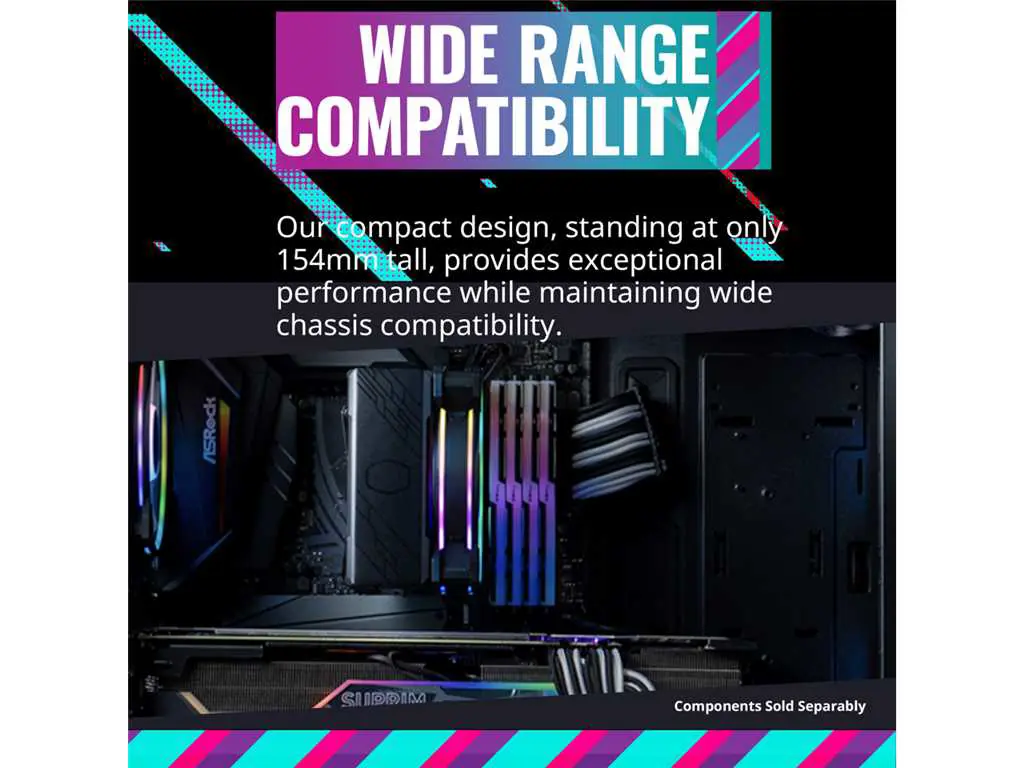 WIDE RANGE
COMPATIBILITY
Our compact design, standing at only
154mm tall, provides exceptional
performance while maintaining wide
chassis compatibility.
ASRock
SUPRIM
Components Sold Separably